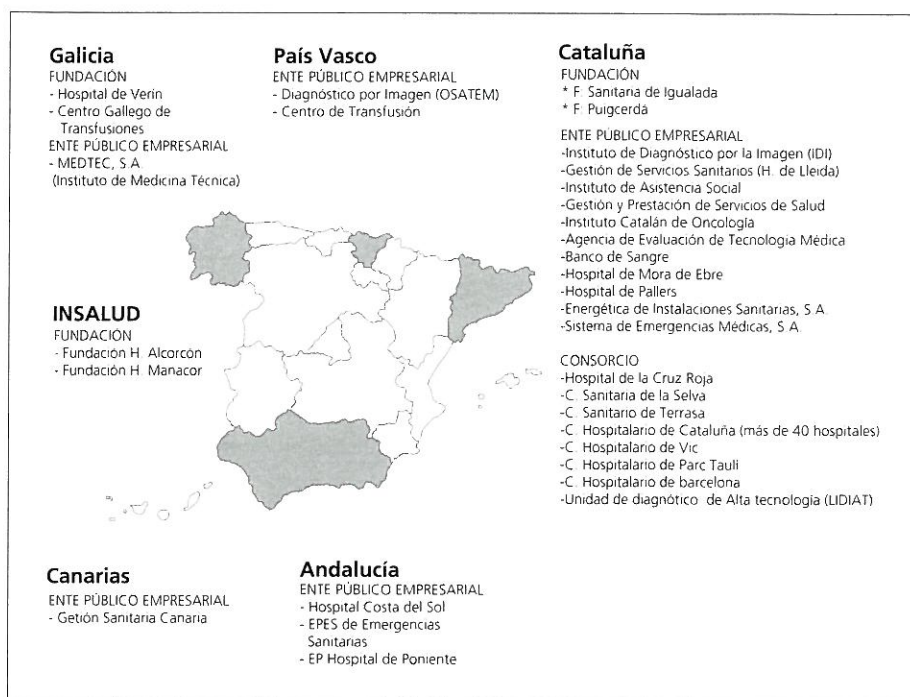 Galicia
FUNDACIÓN
- Hospital de Verín
- Centro Gallego de
Transfusiones
ENTE PÚBLICO EMPRESARIAL
- MEDTEC, S.A.
(Instituto de Medicina Técnica)
País Vasco
ENTE PÚBLICO EMPRESARIAL
- Diagnóstico por Imagen (OSATEM)
- Centro de Transfusión
Cataluña
FUNDACIÓN
* F. Sanitaria de Igualada
* F. Puigcerdá
ENTE PÚBLICO EMPRESARIAL
-Instituto de Diagnóstico por la Imagen (IDI)
-Gestión de Servicios Sanitarios (H. de Lleida)
-Instituto de Asistencia Social
-Gestión y Prestación de Servicios de Salud
-Instituto Catalán de Oncología
-Agencia de Evaluación de Tecnología Médica
-Banco de Sangre
-Hospital de Mora de Ebre
-Hospital de Pallers
-Energética de Instalaciones Sanitarias, S.A.
-Sistema de Emergencias Médicas, S.A.
CONSORCIO
-Hospital de la Cruz Roja
-C. Sanitaria de la Selva
-C. Sanitario de Terrasa
-C. Hospitalario de Cataluña (más de 40 hospitales)
-C. Hospitalario de Vic
-C. Hospitalario de Parc Taulí
-C. Hospitalario de barcelona
-Unidad de diagnótico de Alta tecnología (LIDIAT)
INSALUD
FUNDACIÓN
- Fundación H. Alcorcón
- Fundación H. Manacor
Canarias
ENTE PÚBLICO EMPRESARIAL
- Getión Sanitaria Canaria
Andalucía
ENTE PÚBLICO EMPRESARIAL
- Hospital Costa del Sol
- EPES de Emergencias
Sanitarias
- EP Hospital de Poniente